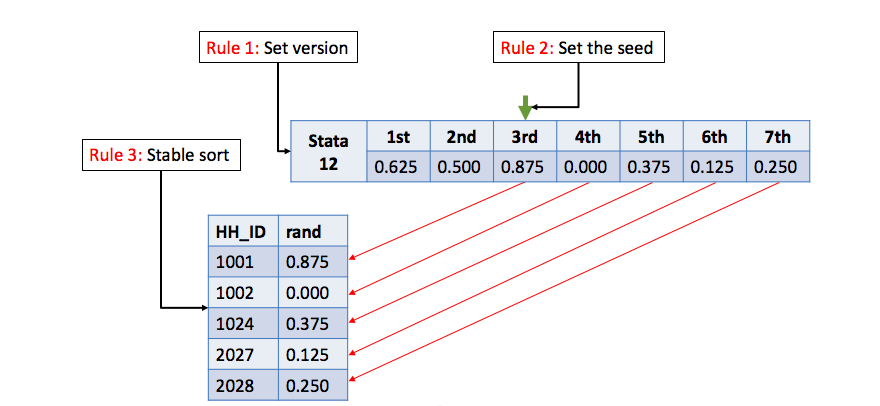 Rule 1: Set version
Rule 2: Set the seed
Stata 12
1st 2nd 3rd 4th 5th 6th 7th
0.625 0.500 0.875 0.000 0.375 0.125 0.250
Rule 3: Stable sort
HH_ID rand
1001 0.875
1002 0.000
1024 0.375
2027 0.125
2028 0.250